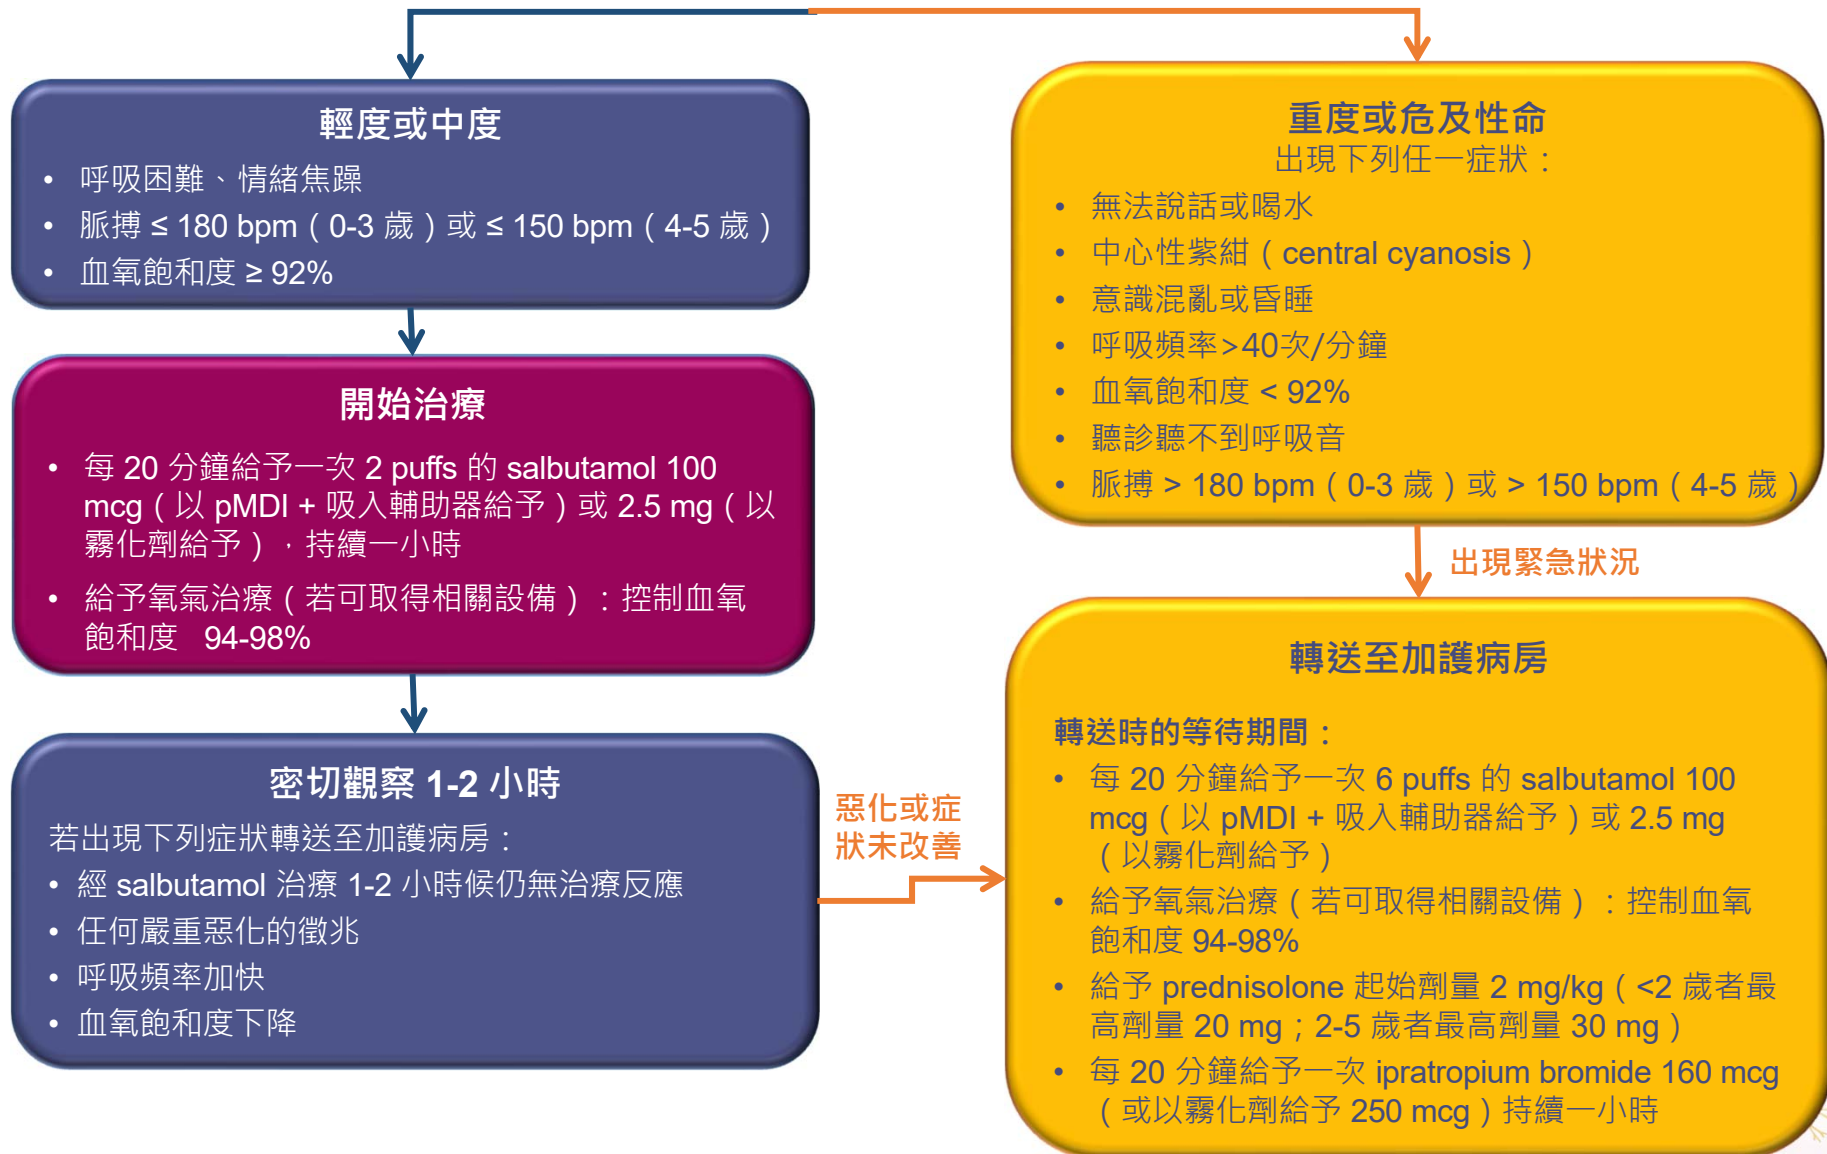 輕度或中度
• 呼吸困難、情緒焦躁
• 脈搏 ≤ 180 bpm（0-3 歲）或 ≤ 150 bpm（4-5 歲）
• 血氧飽和度 ≥ 92%
開始治療
• 每 20 分鐘給予一次 2 puffs 的 salbutamol 100
mcg（以 pMDI + 吸入輔助器給予）或 2.5 mg（以
霧化劑給予），持續一小時
• 給予氧氣治療（若可取得相關設備）：控制血氧
飽和度 94-98%
密切觀察 1-2 小時
若出現下列症狀轉送至加護病房：
• 經 salbutamol 治療 1-2 小時候仍無治療反應
• 任何嚴重惡化的徵兆
• 呼吸頻率加快
• 血氧飽和度下降
惡化或症
狀未改善
重度或危及性命
出現下列任一症狀：
• 無法說話或喝水
• 中心性紫紺（central cyanosis）
• 意識混亂或昏睡
• 呼吸頻率>40次/分鐘
• 血氧飽和度 < 92%
• 聽診聽不到呼吸音
• 脈搏 > 180 bpm（0-3 歲）或 > 150 bpm（4-5 歲）
出現緊急狀況
轉送至加護病房
轉送時的等待期間：
• 每 20 分鐘給予一次 6 puffs 的 salbutamol 100
mcg（以 pMDI + 吸入輔助器給予）或 2.5 mg
（以霧化劑給予）
• 給予氧氣治療（若可取得相關設備）：控制血氧
飽和度 94-98%
• 給予 prednisolone 起始劑量 2 mg/kg（<2 歲者最
高劑量 20 mg；2-5 歲者最高劑量 30 mg）
• 每 20 分鐘給予一次 ipratropium bromide 160 mcg
（或以霧化劑給予 250 mcg）持續一小時